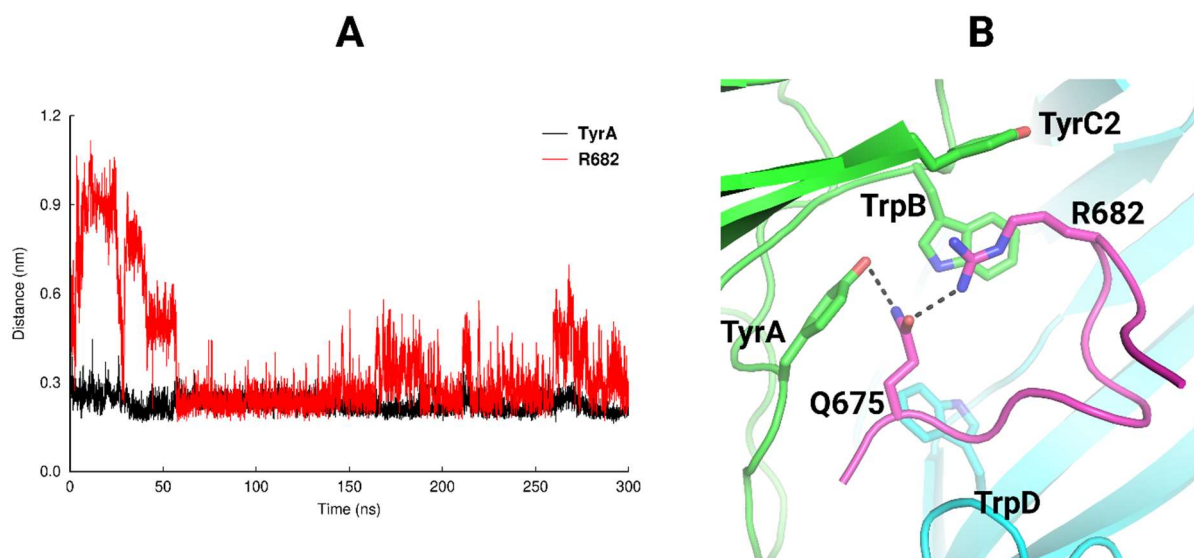 A
B
1.2
0.9
0.6
0.3
0.0
Distance (nm)
0
50
100
150
200
250
300
Time (ns)
TyrA
R682
TyrC2
TrpB
R682
TyrA
Q675
TrpD